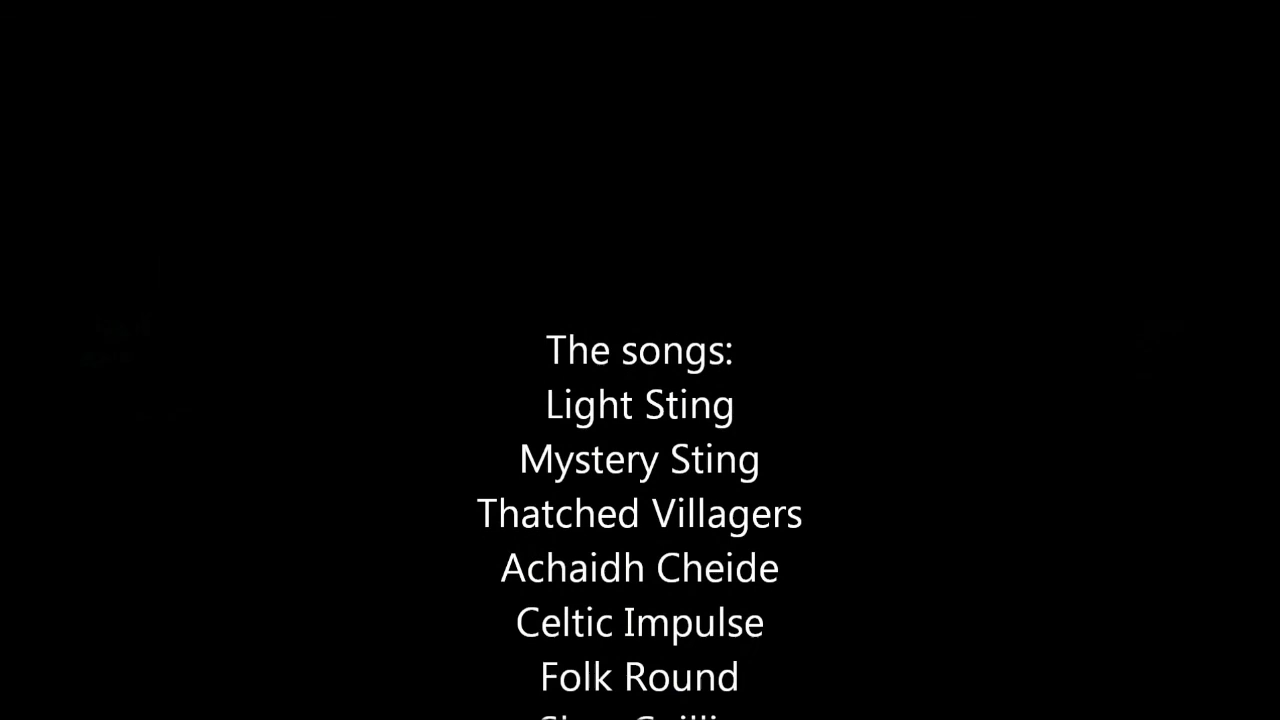 The songs:
Light Sting
Mystery Sting
Thatched Villagers
Achaidh Cheide
Celtic Impulse
Folk Round